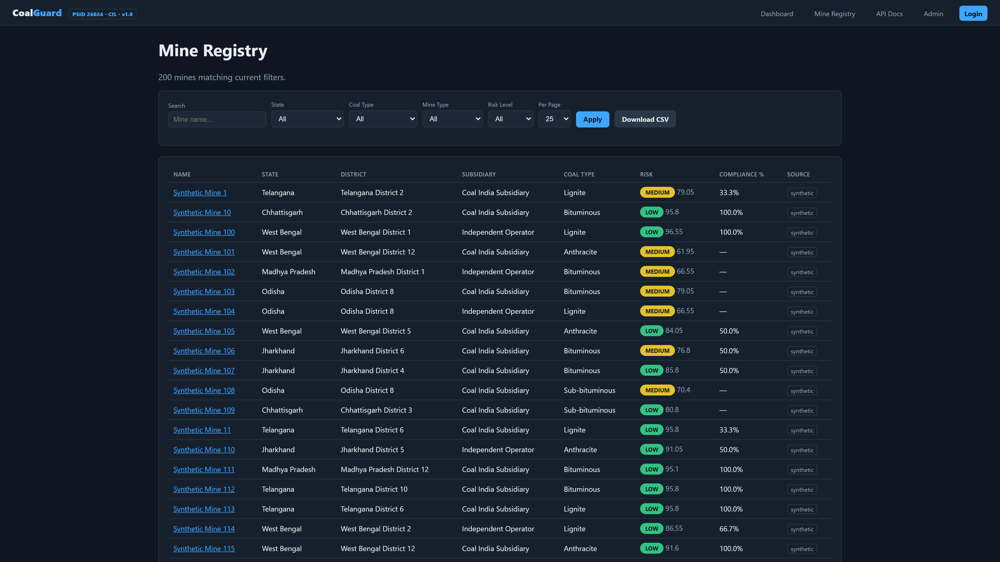 CoalGuard PSID 26024 · CIL · v1.0 Dashboard Mine Registry API Docs Admin Login
Mine Registry
200 mines matching current filters.
Search State Coal Type Mine Type Risk Level Per Page
Mine name... All All All All 25 Apply Download CSV
NAME STATE DISTRICT SUBSIDIARY COAL TYPE RISK COMPLIANCE % SOURCE
Synthetic Mine 1 Telangana Telangana District 2 Coal India Subsidiary Lignite MEDIUM 79.05 33.3% synthetic
Synthetic Mine 10 Chhattisgarh Chhattisgarh District 2 Coal India Subsidiary Bituminous LOW 95.8 100.0% synthetic
Synthetic Mine 100 West Bengal West Bengal District 1 Independent Operator Lignite LOW 96.55 100.0% synthetic
Synthetic Mine 101 West Bengal West Bengal District 12 Coal India Subsidiary Anthracite MEDIUM 61.95 — synthetic
Synthetic Mine 102 Madhya Pradesh Madhya Pradesh District 1 Independent Operator Bituminous MEDIUM 66.55 — synthetic
Synthetic Mine 103 Odisha Odisha District 8 Coal India Subsidiary Bituminous MEDIUM 79.05 — synthetic
Synthetic Mine 104 Odisha Odisha District 8 Independent Operator Lignite MEDIUM 66.55 — synthetic
Synthetic Mine 105 West Bengal West Bengal District 5 Coal India Subsidiary Anthracite LOW 84.05 50.0% synthetic
Synthetic Mine 106 Jharkhand Jharkhand District 6 Coal India Subsidiary Bituminous MEDIUM 76.8 50.0% synthetic
Synthetic Mine 107 Jharkhand Jharkhand District 4 Coal India Subsidiary Bituminous LOW 85.8 50.0% synthetic
Synthetic Mine 108 Odisha Odisha District 8 Coal India Subsidiary Sub-bituminous MEDIUM 70.4 — synthetic
Synthetic Mine 109 Chhattisgarh Chhattisgarh District 3 Coal India Subsidiary Sub-bituminous LOW 80.8 — synthetic
Synthetic Mine 11 Telangana Telangana District 6 Coal India Subsidiary Lignite LOW 95.8 33.3% synthetic
Synthetic Mine 110 Jharkhand Jharkhand District 5 Independent Operator Anthracite LOW 91.05 50.0% synthetic
Synthetic Mine 111 Madhya Pradesh Madhya Pradesh District 12 Coal India Subsidiary Bituminous LOW 95.1 100.0% synthetic
Synthetic Mine 112 Telangana Telangana District 10 Coal India Subsidiary Bituminous LOW 95.8 100.0% synthetic
Synthetic Mine 113 Telangana Telangana District 6 Coal India Subsidiary Lignite LOW 95.8 100.0% synthetic
Synthetic Mine 114 West Bengal West Bengal District 2 Independent Operator Lignite LOW 86.55 66.7% synthetic
Synthetic Mine 115 West Bengal West Bengal District 12 Coal India Subsidiary Anthracite LOW 91.6 100.0% synthetic